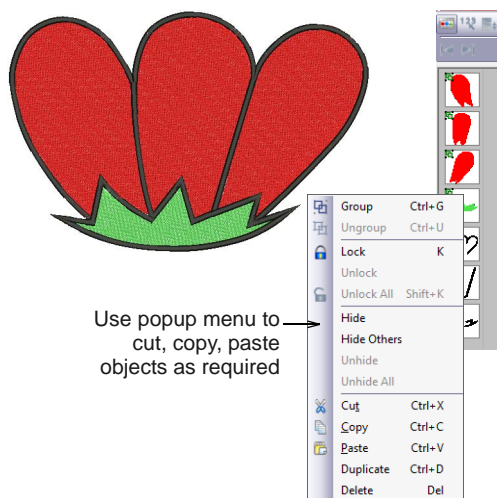 123
Group Ctrl+G
Ungroup Ctrl+U
Lock K
Unlock
Unlock All Shift+K
Hide
Hide Others
Unhide
Unhide All
Cut Ctrl+X
Copy Ctrl+C
Paste Ctrl+V
Duplicate Ctrl+D
Delete Del
Use popup menu to
cut, copy, paste
objects as required